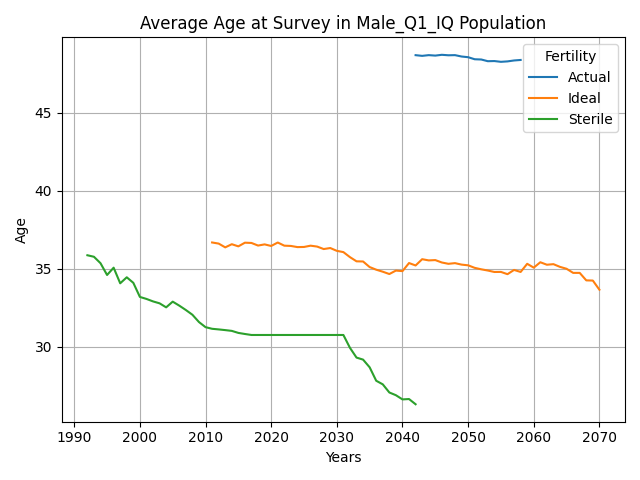 Average Age at Survey in Male_Q1_IQ Population
Fertility
Actual
Ideal
Sterile
Age
45
40
35
30
1990 2000 2010 2020 2030 2040 2050 2060 2070
Years